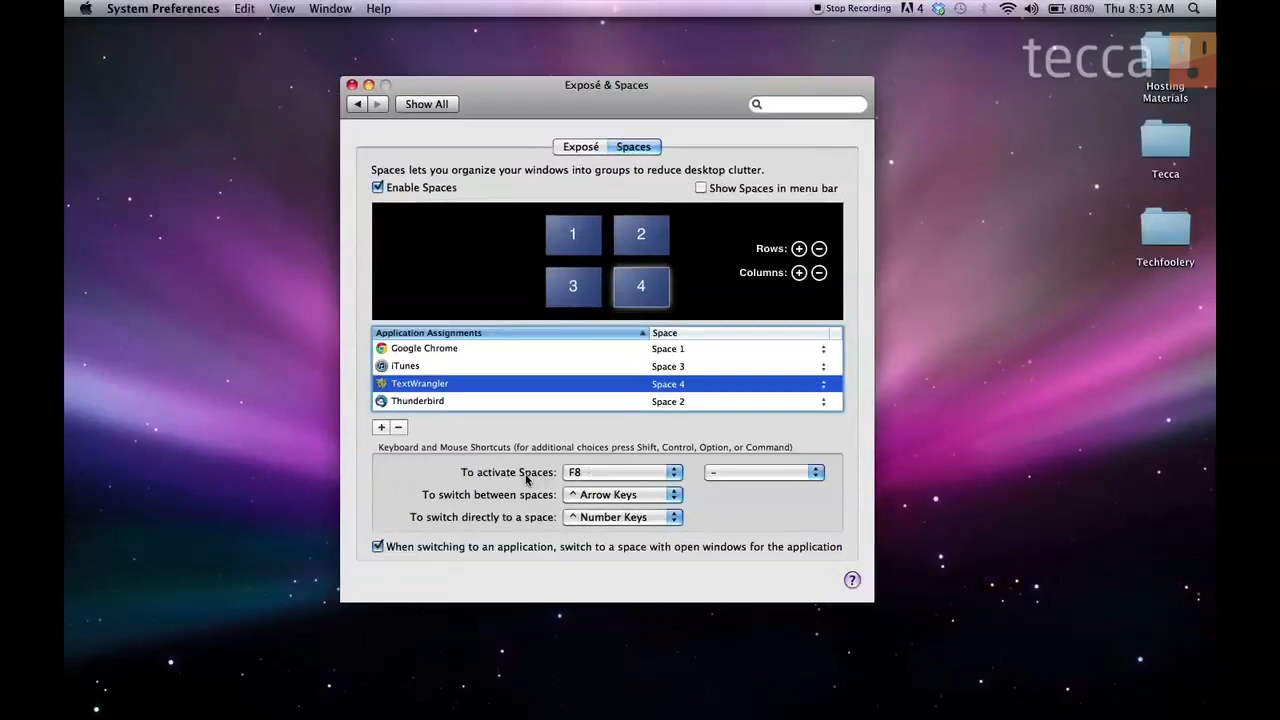 System Preferences Edit View Window Help Stop Recording 4 (80%) Thu 8:53 AM
tecca
Exposé & Spaces
Show All
Hosting
Materials
Exposé Spaces
Spaces lets you organize your windows into groups to reduce desktop clutter.
Enable Spaces Show Spaces in menu bar
Tecca
1 2
Rows:
Columns:
3 4
Techfoolery
Application Assignments Space
Google Chrome Space 1
iTunes Space 3
TextWrangler Space 4
Thunderbird Space 2
+ −
Keyboard and Mouse Shortcuts (for additional choices press Shift, Control, Option, or Command)
To activate Spaces: F8 –
To switch between spaces: ^ Arrow Keys
To switch directly to a space: ^ Number Keys
When switching to an application, switch to a space with open windows for the application
?